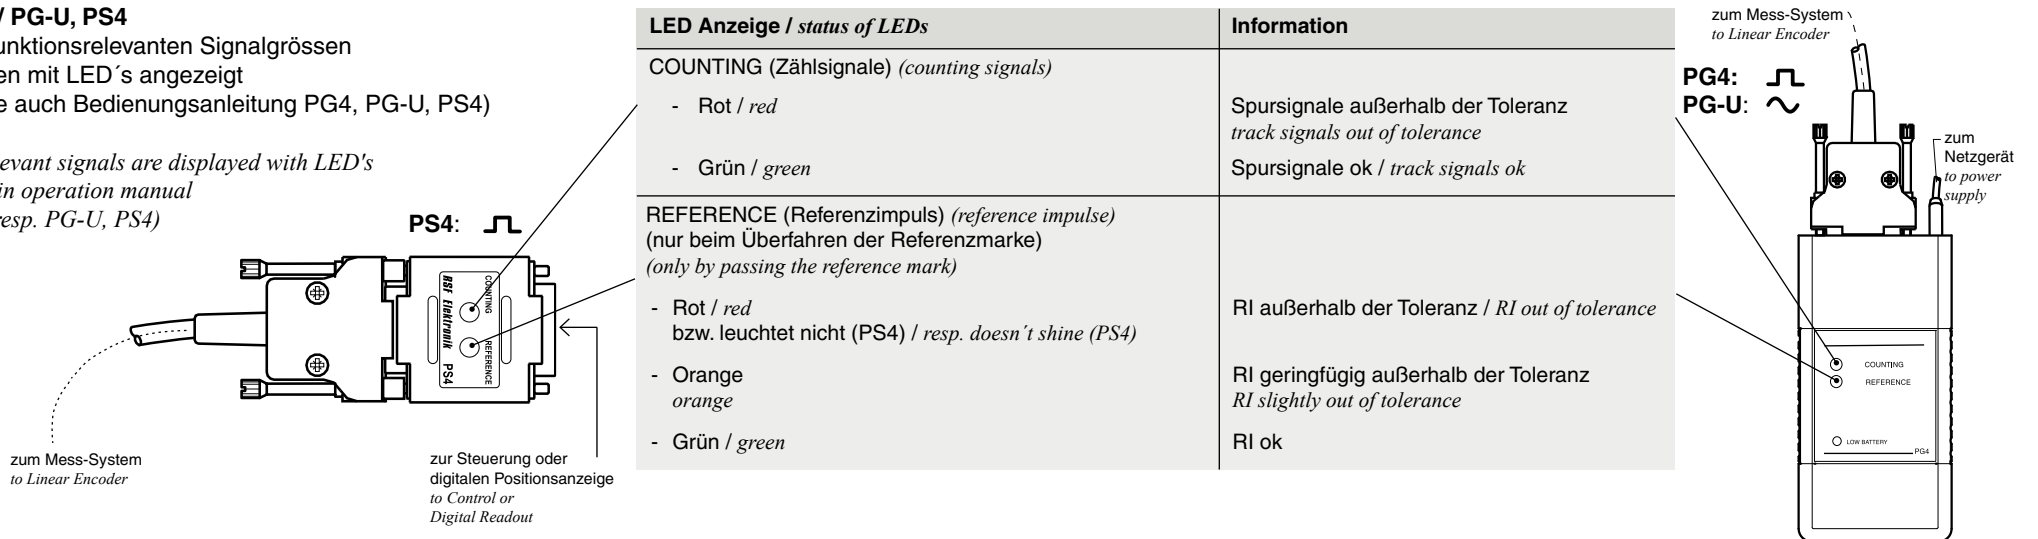 / PG-U, PS4
unktionsrelevanten Signalgrössen
en mit LED´s angezeigt
e auch Bedienungsanleitung PG4, PG-U, PS4)
evant signals are displayed with LED's
in operation manual
esp. PG-U, PS4)
PS4:
COUNTING
REFERENCE
RSF Elektronik PS4
zum Mess-System
to Linear Encoder
zur Steuerung oder
digitalen Positionsanzeige
to Control or
Digital Readout
LED Anzeige / status of LEDs
Information
COUNTING (Zählsignale) (counting signals)
- Rot / red
Spursignale außerhalb der Toleranz
track signals out of tolerance
- Grün / green
Spursignale ok / track signals ok
REFERENCE (Referenzimpuls) (reference impulse)
(nur beim Überfahren der Referenzmarke)
(only by passing the reference mark)
- Rot / red
bzw. leuchtet nicht (PS4) / resp. doesn´t shine (PS4)
RI außerhalb der Toleranz / RI out of tolerance
- Orange
orange
RI geringfügig außerhalb der Toleranz
RI slightly out of tolerance
- Grün / green
RI ok
zum Mess-System
to Linear Encoder
PG4:
PG-U:
zum
Netzgerät
to power
supply
COUNTING
REFERENCE
LOW BATTERY
PG4